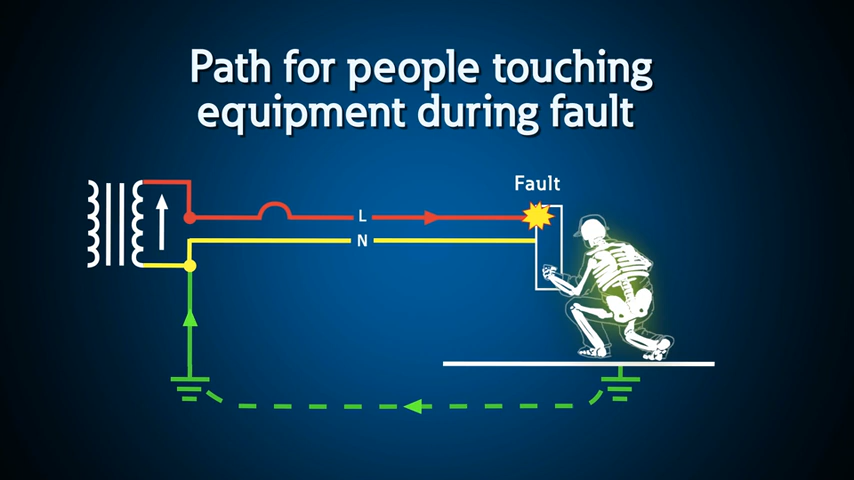 Path for people touching
equipment during fault
Fault
L
N